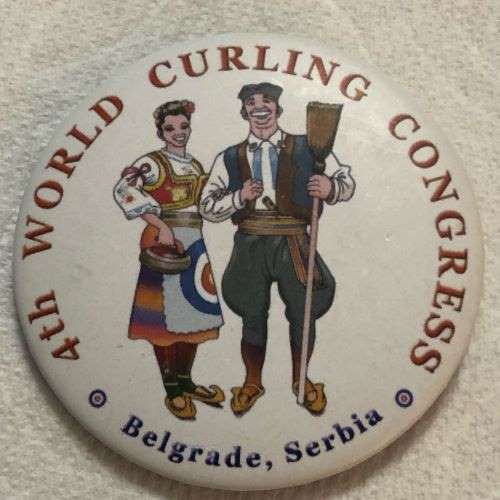 4th WORLD CURLING CONGRESS
Belgrade, Serbia